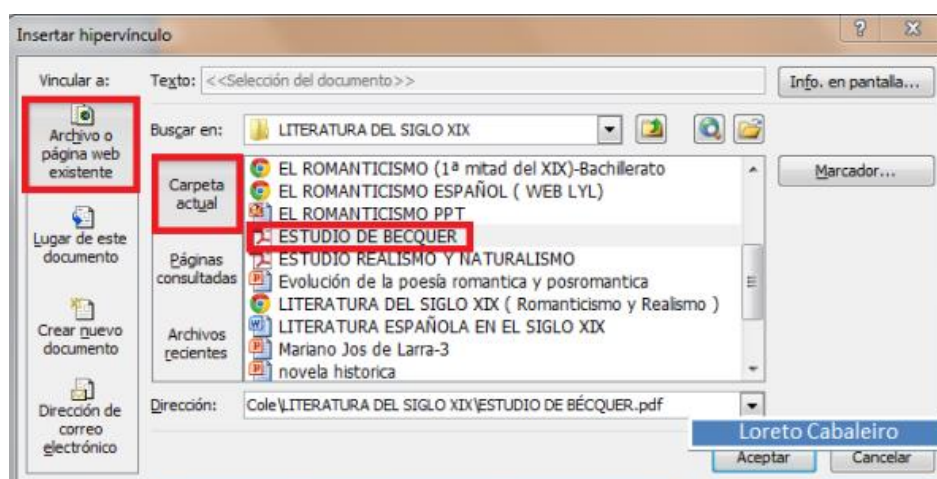 Insertar hipervínculo
Vincular a:
Texto: <<Selección del documento>>
Info. en pantalla...
Archivo o
página web
existente
Buscar en:
LITERATURA DEL SIGLO XIX
Carpeta
actual
EL ROMANTICISMO (1ª mitad del XIX)-Bachillerato
EL ROMANTICISMO ESPAÑOL ( WEB LYL)
EL ROMANTICISMO PPT
ESTUDIO DE BECQUER
ESTUDIO REALISMO Y NATURALISMO
Evolución de la poesía romantica y posromantica
LITERATURA DEL SIGLO XIX ( Romanticismo y Realismo )
LITERATURA ESPAÑOLA EN EL SIGLO XIX
Mariano Jos de Larra-3
novela historica
Marcador...
Lugar de este
documento
Páginas
consultadas
Crear nuevo
documento
Archivos
recientes
Dirección de
correo
electrónico
Dirección:
Cole\LITERATURA DEL SIGLO XIX\ESTUDIO DE BÉCQUER.pdf
Loreto Cabaleiro
Aceptar
Cancelar